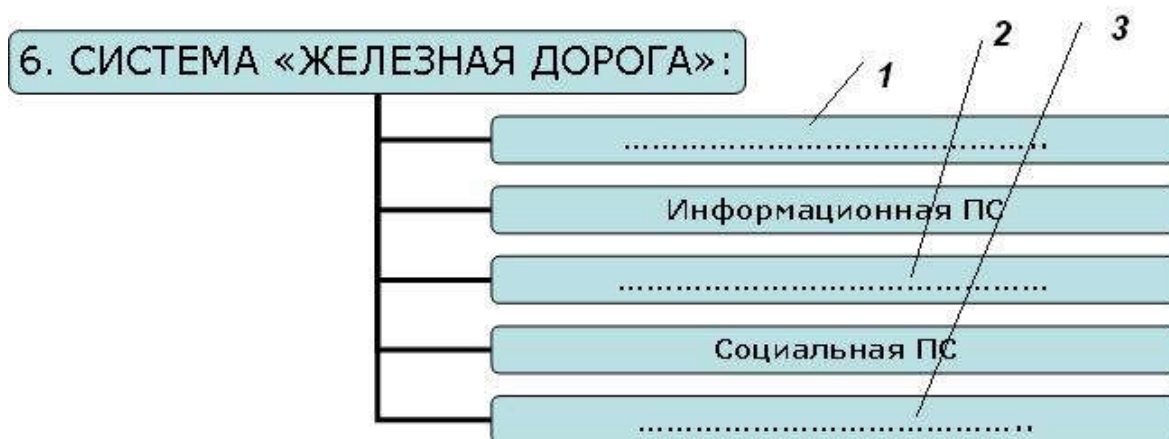 6. СИСТЕМА «ЖЕЛЕЗНАЯ ДОРОГА»:
1
2
3
……………………………………..
Информационная ПС
………………………………………
Социальная ПС
…………………………………..